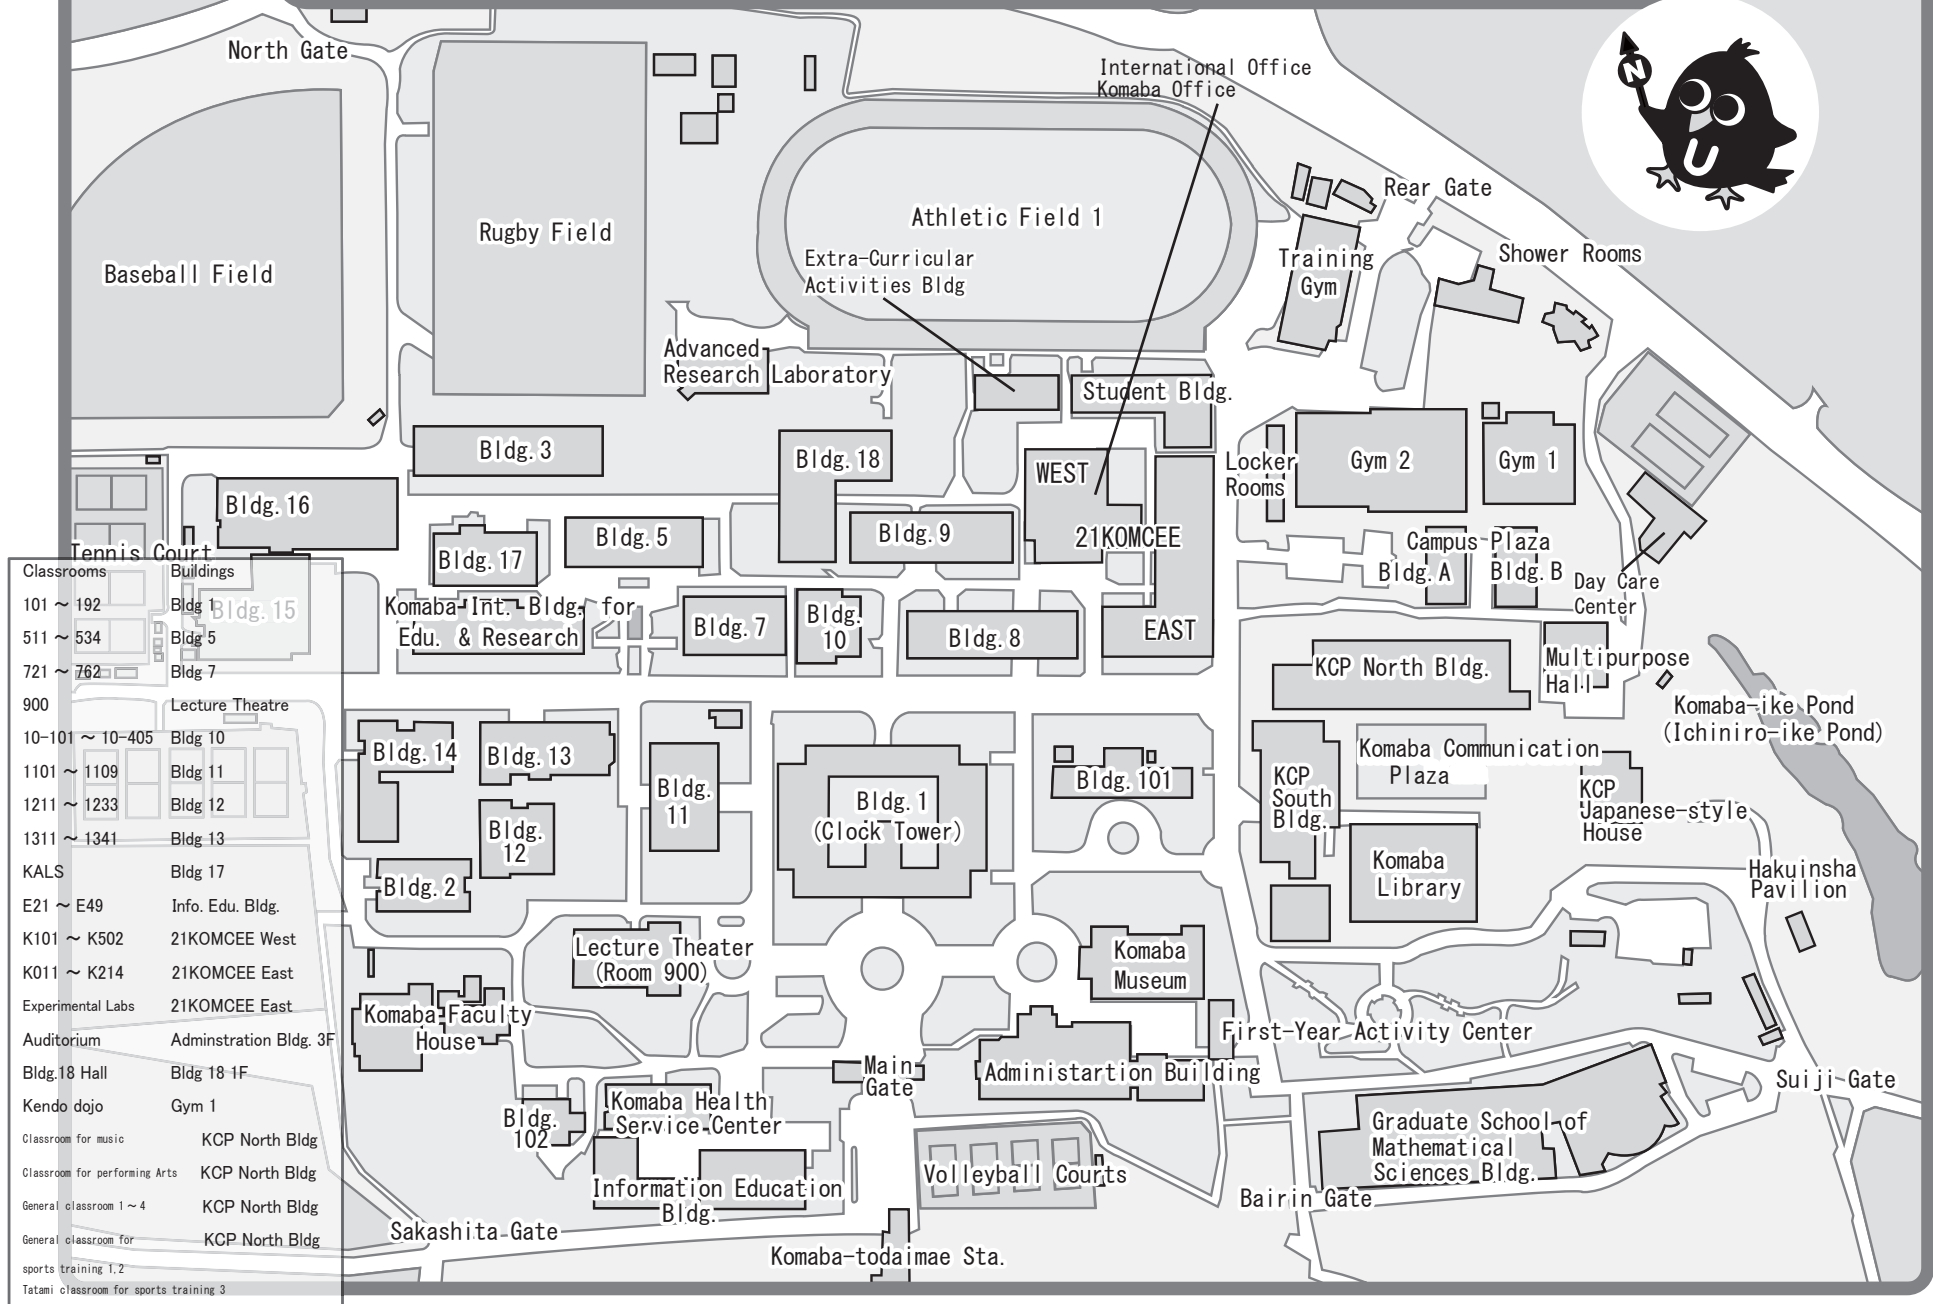 North Gate
International Office
Komaba Office
N
U
Rear Gate
Rugby Field
Athletic Field 1
Baseball Field
Extra-Curricular
Activities Bldg
Training
Gym
Shower Rooms
Advanced
Research Laboratory
Student Bldg.
Bldg. 3
Bldg. 18
WEST
Locker
Rooms
Gym 2
Gym 1
Bldg. 16
Bldg. 17
Bldg. 5
Bldg. 9
21KOMCEE
Campus Plaza
Bldg. A
Bldg. B
Day Care
Center
Tennis Court
Bldg. 15
Komaba Int. Bldg. for
Edu. & Research
Bldg. 7
Bldg.
10
Bldg. 8
EAST
KCP North Bldg.
Multipurpose
Hall
Komaba-ike Pond
(Ichiniro-ike Pond)
Bldg. 14
Bldg. 13
Bldg.
11
Bldg. 1
(Clock Tower)
Bldg. 101
KCP
South
Bldg.
Komaba Communication
Plaza
KCP
Japanese-style
House
Bldg.
12
Bldg. 2
Komaba
Library
Hakuinsha
Pavilion
Lecture Theater
(Room 900)
Komaba
Museum
Komaba Faculty
House
First-Year Activity Center
Main
Gate
Administartion Building
Suiji Gate
Bldg.
102
Komaba Health
Service Center
Graduate School of
Mathematical
Sciences Bldg.
Information Education
Bldg.
Volleyball Courts
Bairin Gate
Sakashita Gate
Komaba-todaimae Sta.
Classrooms Buildings
101 ~ 192 Bldg 1
511 ~ 534 Bldg 5
721 ~ 762 Bldg 7
900 Lecture Theatre
10-101 ~ 10-405 Bldg 10
1101 ~ 1109 Bldg 11
1211 ~ 1233 Bldg 12
1311 ~ 1341 Bldg 13
KALS Bldg 17
E21 ~ E49 Info. Edu. Bldg.
K101 ~ K502 21KOMCEE West
K011 ~ K214 21KOMCEE East
Experimental Labs 21KOMCEE East
Auditorium Adminstration Bldg. 3F
Bldg.18 Hall Bldg 18 1F
Kendo dojo Gym 1
Classroom for music KCP North Bldg
Classroom for performing Arts KCP North Bldg
General classroom 1 ~ 4 KCP North Bldg
General classroom for KCP North Bldg
sports training 1,2
Tatami classroom for sports training 3